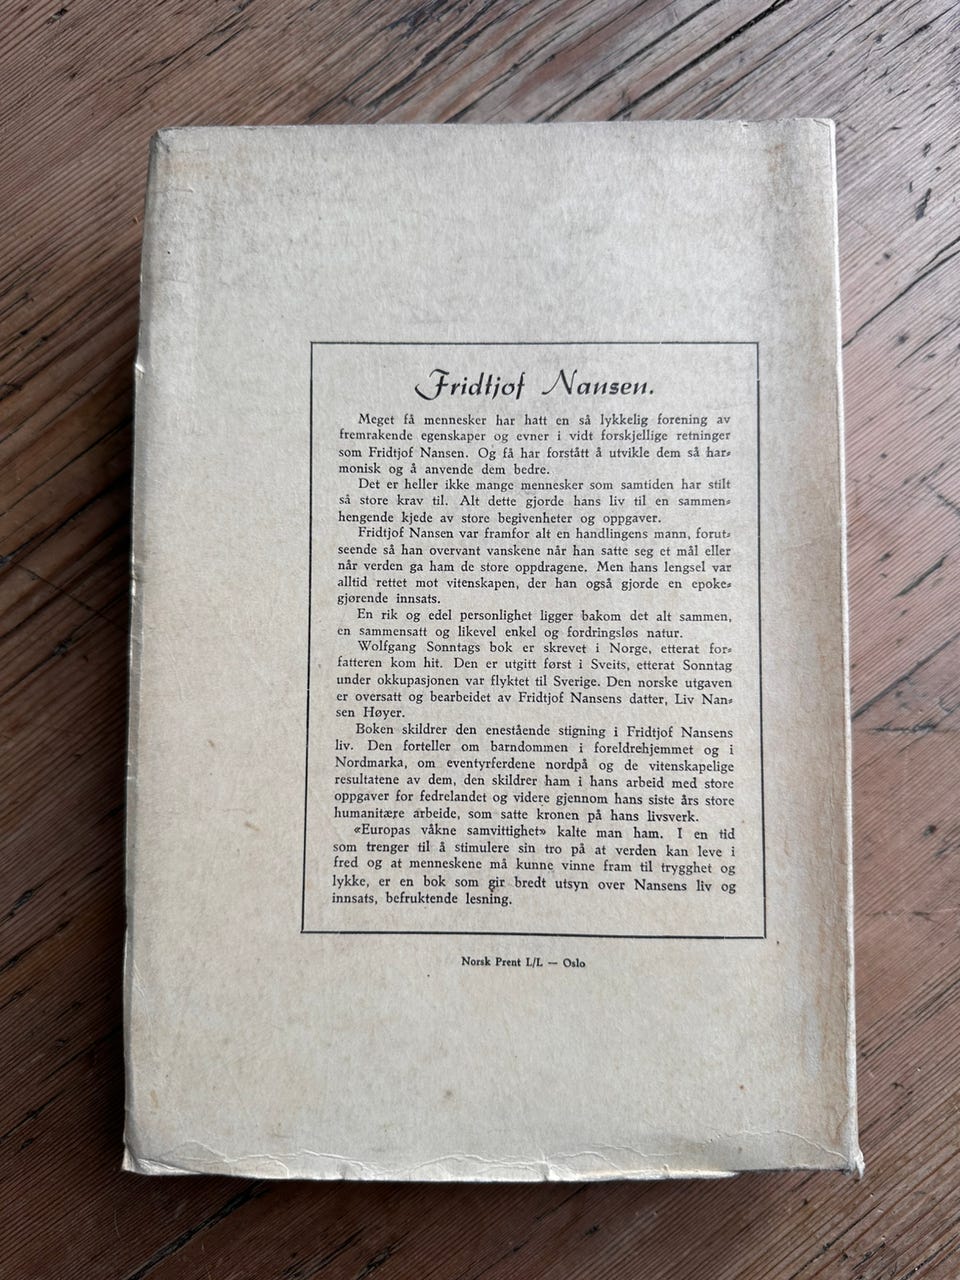 Fridtjof Nansen.
Meget få mennesker har hatt en så lykkelig forening av
fremrakende egenskaper og evner i vidt forskjellige retninger
som Fridtjof Nansen. Og få har forstått å utvikle dem så har-
monisk og å anvende dem bedre.
Det er heller ikke mange mennesker som samtiden har stilt
så store krav til. Alt dette gjorde hans liv til en sammen-
hengende kjede av store begivenheter og oppgaver.
Fridtjof Nansen var framfor alt en handlingens mann, forut-
seende så han overvant vanskene når han satte seg et mål eller
når verden ga ham de store oppdragene. Men hans lengsel var
alltid rettet mot vitenskapen, der han også gjorde en epoke-
gjørende innsats.
En rik og edel personlighet ligger bakom det alt sammen,
en sammensatt og likevel enkel og fordringsløs natur.
Wolfgang Sonntags bok er skrevet i Norge, etterat for-
fatteren kom hit. Den er utgitt først i Sveits, etterat Sonntag
under okkupasjonen var flyktet til Sverige. Den norske utgaven
er oversatt og bearbeidet av Fridtjof Nansens datter, Liv Nan-
sen Høyer.
Boken skildrer den enestående stigning i Fridtjof Nansens
liv. Den forteller om barndommen i foreldrehjemmet og i
Nordmarka, om eventyrferdene nordpå og de vitenskapelige
resultatene av dem, den skildrer ham i hans arbeid med store
oppgaver for fedrelandet og videre gjennom hans siste års store
humanitære arbeide, som satte kronen på hans livsverk.
«Europas våkne samvittighet» kalte man ham. I en tid
som trenger til å stimulere sin tro på at verden kan leve i
fred og at menneskene må kunne vinne fram til trygghet og
lykke, er en bok som gir bredt utsyn over Nansens liv og
innsats, befruktende lesning.
Norsk Prent L/L — Oslo